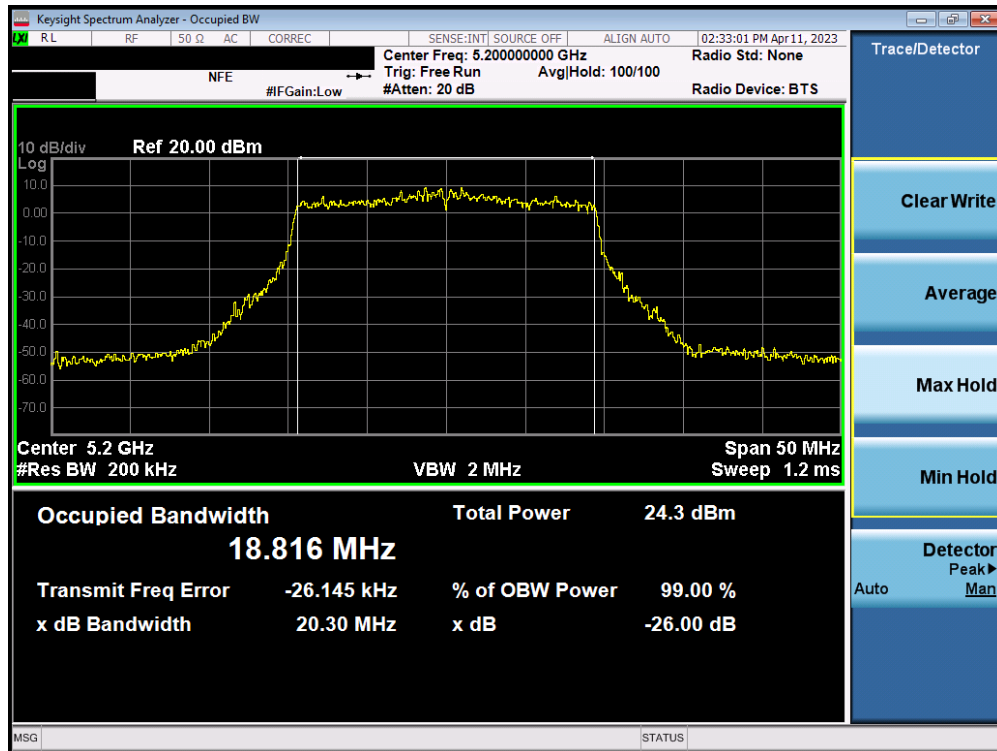 Keysight Spectrum Analyzer - Occupied BW
LXI RL RF 50 Ω AC CORREC SENSE:INT SOURCE OFF ALIGN AUTO 02:33:01 PM Apr 11, 2023
Center Freq: 5.200000000 GHz Radio Std: None
NFE Trig: Free Run Avg|Hold: 100/100
#IFGain:Low #Atten: 20 dB Radio Device: BTS
Trace/Detector
10 dB/div Ref 20.00 dBm
Log
10.0
0.00
-10.0
-20.0
-30.0
-40.0
-50.0
-60.0
-70.0
Center 5.2 GHz Span 50 MHz
#Res BW 200 kHz VBW 2 MHz Sweep 1.2 ms
Occupied Bandwidth Total Power 24.3 dBm
18.816 MHz
Transmit Freq Error -26.145 kHz % of OBW Power 99.00 %
x dB Bandwidth 20.30 MHz x dB -26.00 dB
Clear Write
Average
Max Hold
Min Hold
Detector
Peak▶
Auto Man
MSG STATUS